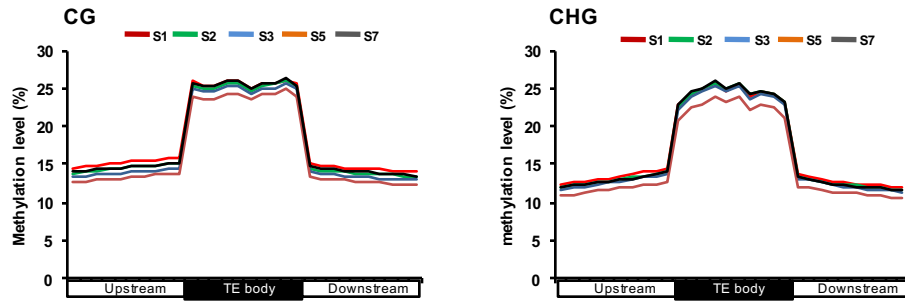 CG
S1 S2 S3 S5 S7
Methylation level (%)
30
25
20
15
10
5
0
Upstream TE body Downstream
CHG
S1 S2 S3 S5 S7
methylation level (%)
30
25
20
15
10
5
0
Upstream TE body Downstream